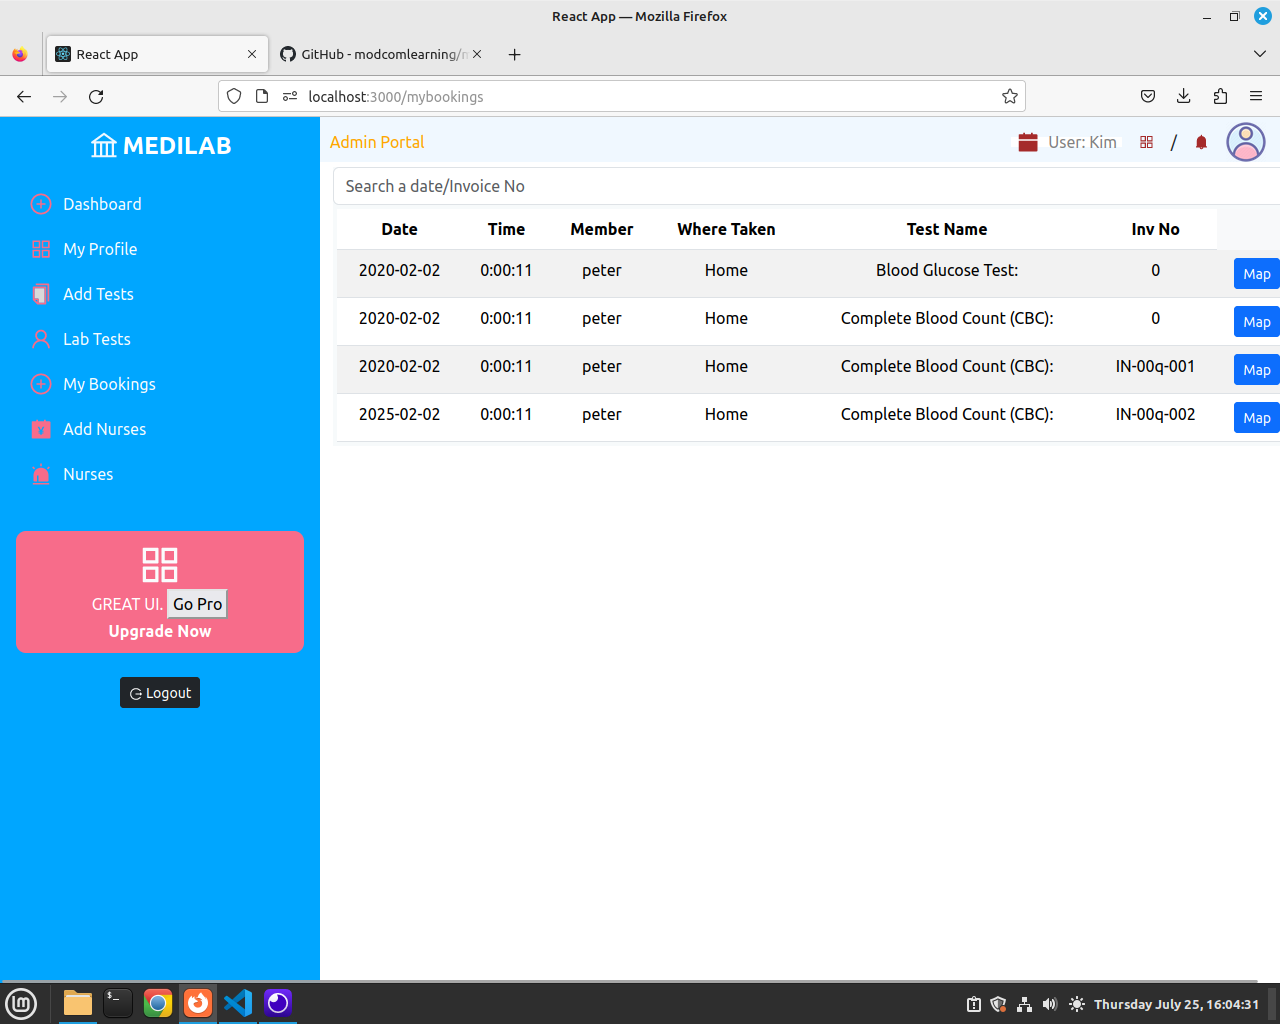 React App — Mozilla Firefox
React App
GitHub - modcomlearning/
localhost:3000/mybookings
MEDILAB
Dashboard
My Profile
Add Tests
Lab Tests
My Bookings
Add Nurses
Nurses
GREAT UI. Go Pro
Upgrade Now
Logout
Admin Portal
User: Kim
/
Search a date/Invoice No
Date Time Member Where Taken Test Name Inv No
2020-02-02 0:00:11 peter Home Blood Glucose Test: 0 Map
2020-02-02 0:00:11 peter Home Complete Blood Count (CBC): 0 Map
2020-02-02 0:00:11 peter Home Complete Blood Count (CBC): IN-00q-001 Map
2025-02-02 0:00:11 peter Home Complete Blood Count (CBC): IN-00q-002 Map
Thursday July 25, 16:04:31